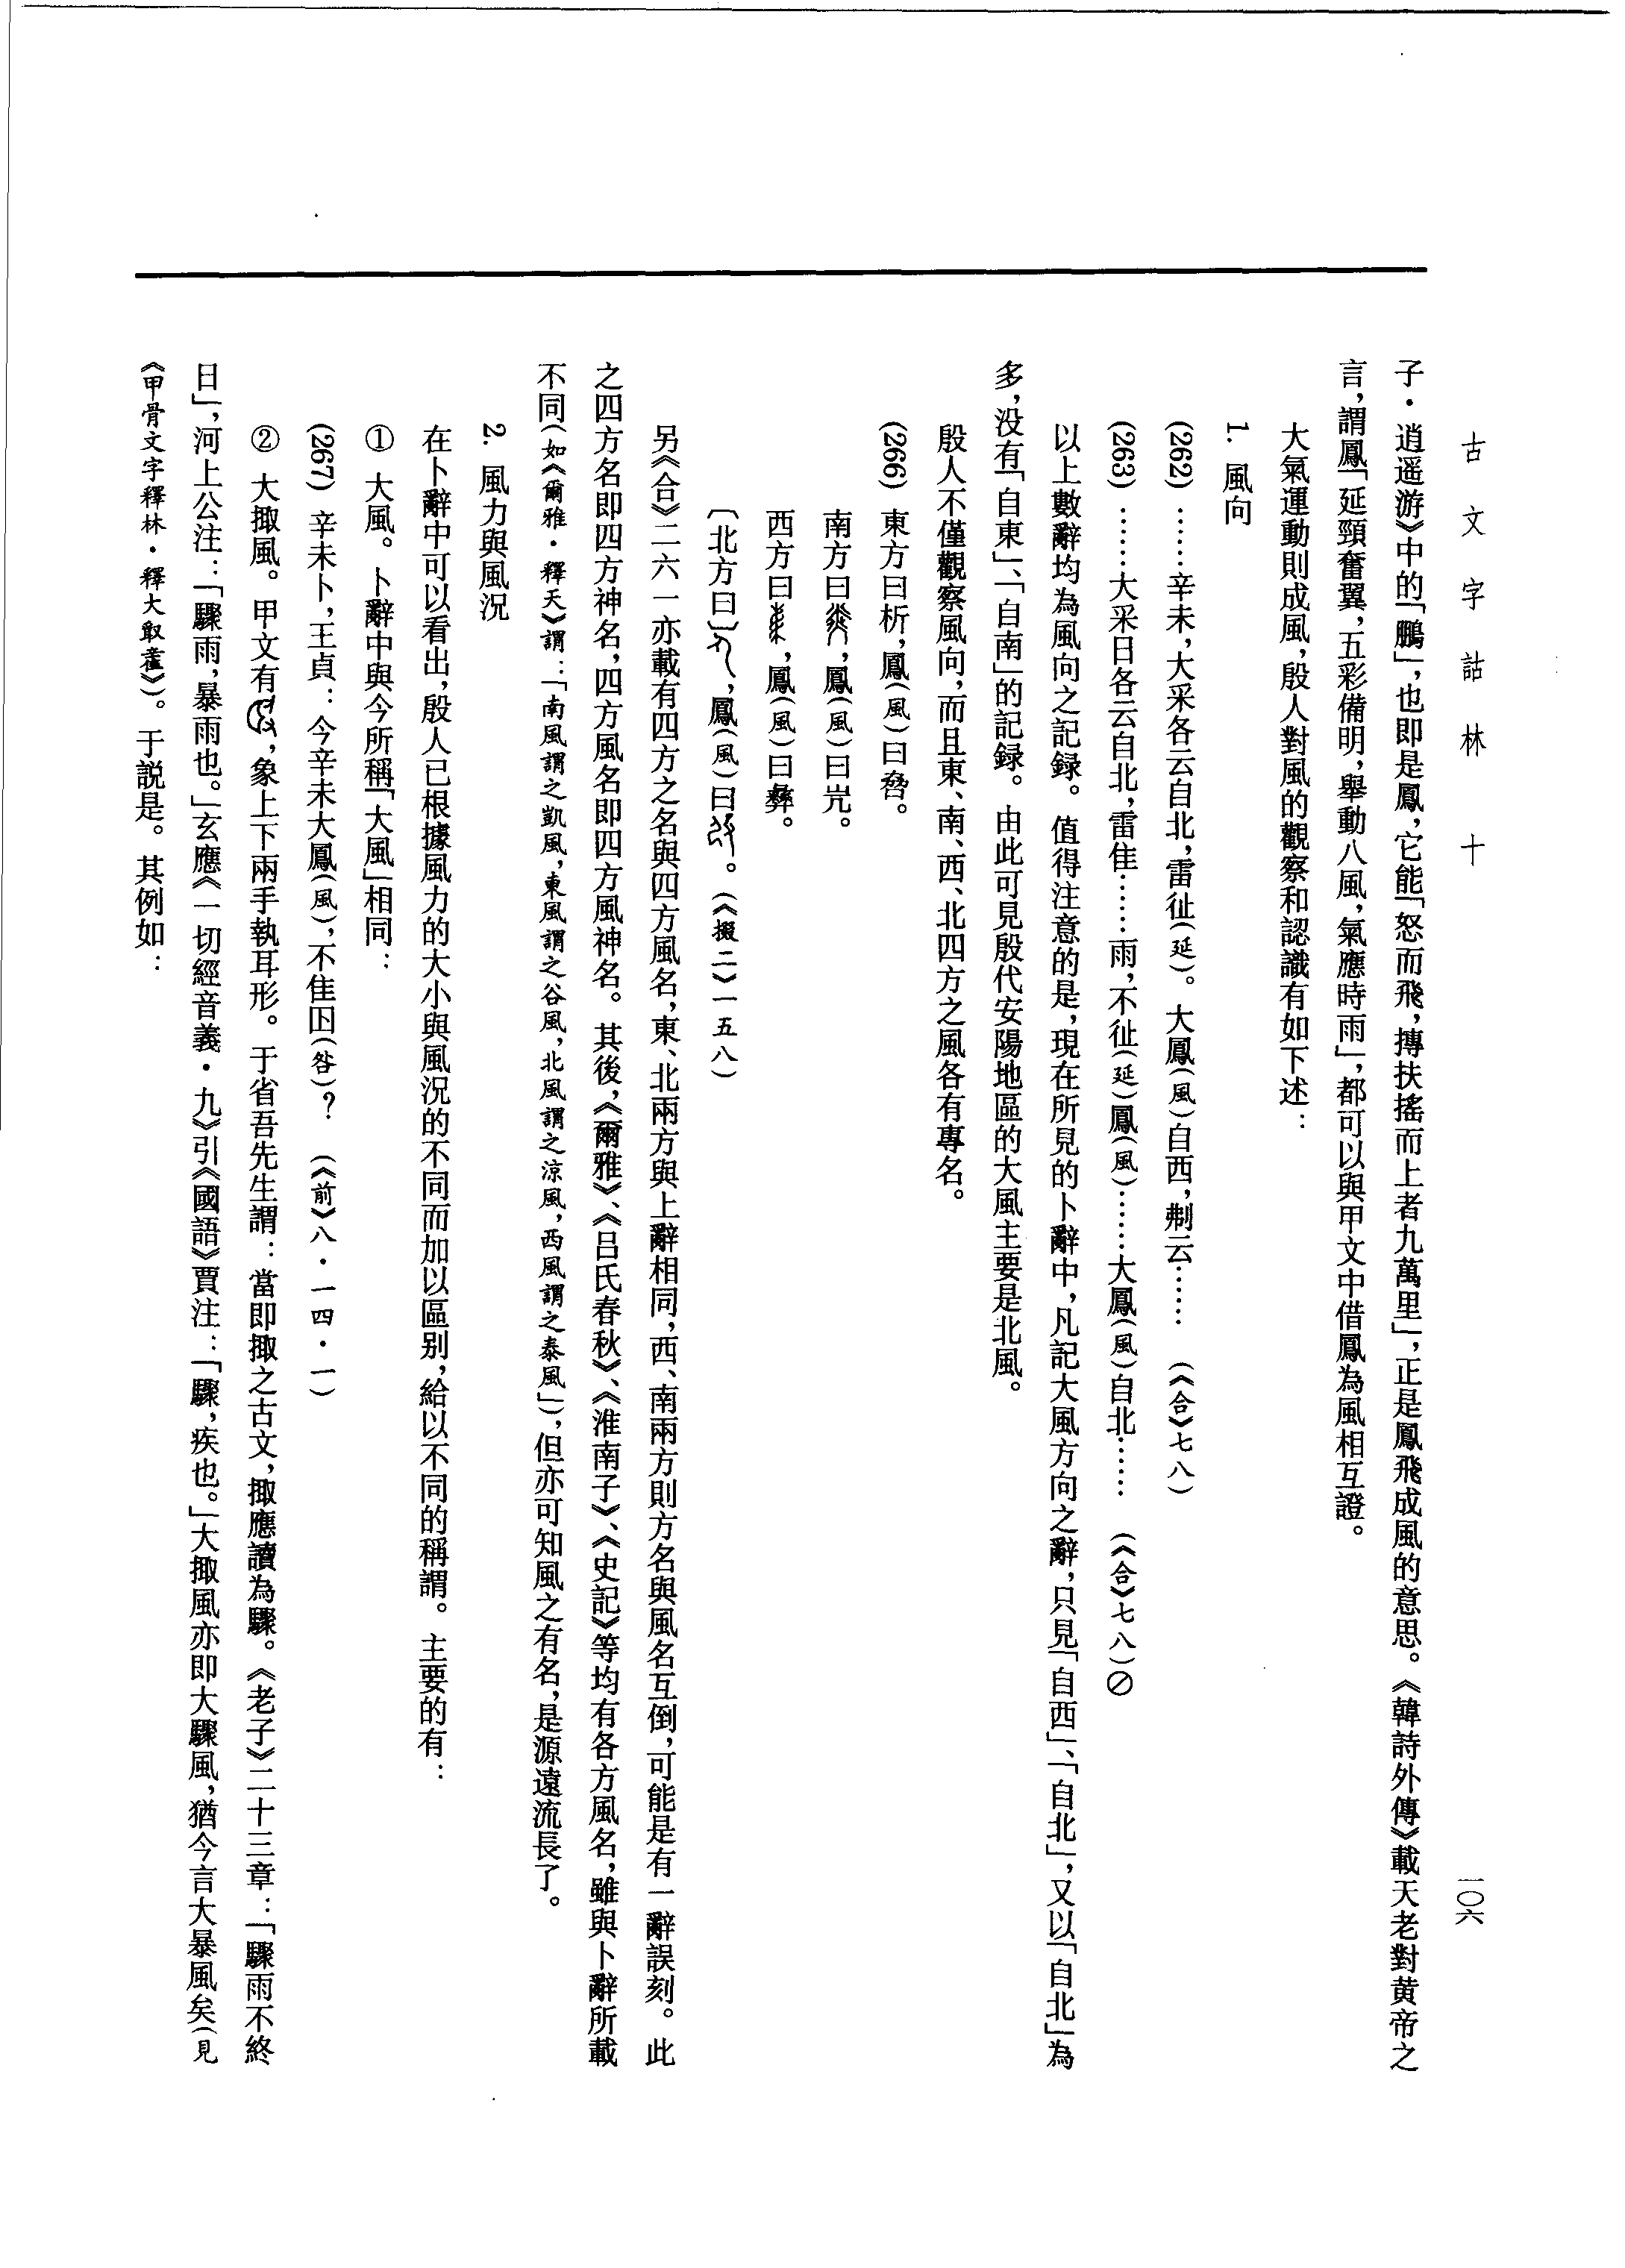 古文字詁林　十
一〇六
子·逍遥游》中的「鵬」，也即是鳳，它能「怒而飛，摶扶搖而上者九萬里」，正是鳳飛成風的意思。《韓詩外傳》載天老對黄帝之
言，謂鳳「延頸奮翼，五彩備明，舉動八風，氣應時雨」，都可以與甲文中借鳳為風相互證。
大氣運動則成風，殷人對風的觀察和認識有如下述：
1. 風向
(262) ……辛未，大采各云自北，雷㢟(延)。大鳳(風)自西，刜云…… (《合》七八)
(263) ……大采日各云自北，雷隹……雨，不㢟(延)鳳(風)……大鳳(風)自北…… (《合》七八)⊘
以上數辭均為風向之記録。值得注意的是，現在所見的卜辭中，凡記大風方向之辭，只見「自西」、「自北」，又以「自北」為
多，没有「自東」、「自南」的記録。由此可見殷代安陽地區的大風主要是北風。
殷人不僅觀察風向，而且東、南、西、北四方之風各有專名。
(266) 東方曰析，鳳(風)曰劦。
南方曰，鳳(風)曰𡵂。
西方曰，鳳(風)曰彝。
〔北方曰〕，鳳(風)曰。(《掇二》一五八)
另《合》二六一亦載有四方之名與四方風名，東、北兩方與上辭相同，西、南兩方則方名與風名互倒，可能是有一辭誤刻。此
之四方名即四方神名，四方風名即四方風神名。其後，《爾雅》、《吕氏春秋》、《淮南子》、《史記》等均有各方風名，雖與卜辭所載
不同(如《爾雅·釋天》謂：「南風謂之凱風，東風謂之谷風，北風謂之涼風，西風謂之泰風」)，但亦可知風之有名，是源遠流長了。
2. 風力與風況
在卜辭中可以看出，殷人已根據風力的大小與風況的不同而加以區别，給以不同的稱謂。主要的有：
① 大風。卜辭中與今所稱「大風」相同：
(267) 辛未卜，王貞：今辛未大鳳(風)，不隹𡆥(咎)？ (《前》八·一四·一)
② 大掫風。甲文有，象上下兩手執耳形。于省吾先生謂：當即掫之古文，掫應讀為驟。《老子》二十三章：「驟雨不終
日」，河上公注：「驟雨，暴雨也。」玄應《一切經音義·九》引《國語》賈注：「驟，疾也。」大掫風亦即大驟風，猶今言大暴風矣(見
《甲骨文字釋林·釋大𠬪》)。于説是。其例如：